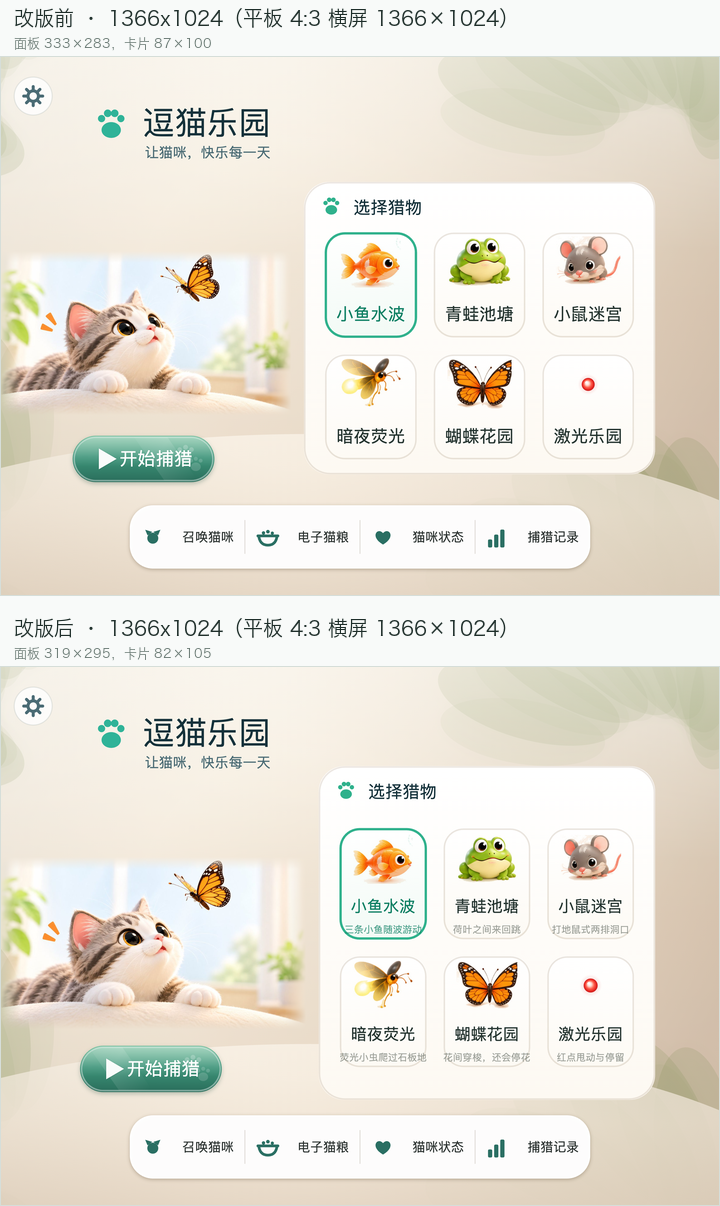 改版前 · 1366x1024（平板 4:3 横屏 1366×1024）
面板 333×283，卡片 87×100
逗猫乐园
让猫咪，快乐每一天
选择猎物
小鱼水波
青蛙池塘
小鼠迷宫
暗夜荧光
蝴蝶花园
激光乐园
开始捕猎
召唤猫咪
电子猫粮
猫咪状态
捕猎记录
改版后 · 1366x1024（平板 4:3 横屏 1366×1024）
面板 319×295，卡片 82×105
逗猫乐园
让猫咪，快乐每一天
选择猎物
小鱼水波
三条小鱼随波游动
青蛙池塘
荷叶之间来回跳
小鼠迷宫
打地鼠式两排洞口
暗夜荧光
荧光小虫爬过石板地
蝴蝶花园
花间穿梭，还会停花
激光乐园
红点甩动与停留
开始捕猎
召唤猫咪
电子猫粮
猫咪状态
捕猎记录